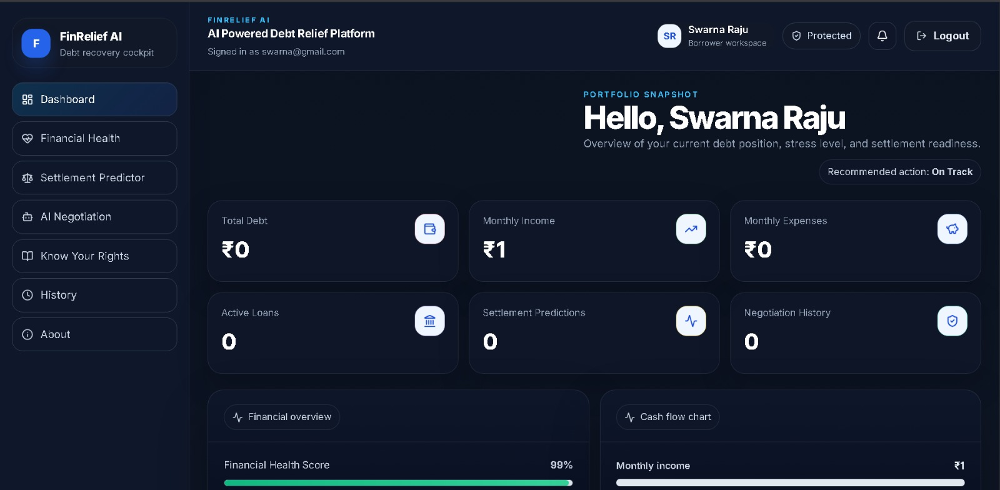 F
FinRelief AI
Debt recovery cockpit
Dashboard
Financial Health
Settlement Predictor
AI Negotiation
Know Your Rights
History
About
FINRELIEF AI
AI Powered Debt Relief Platform
Signed in as swarna@gmail.com
SR
Swarna Raju
Borrower workspace
Protected
Logout
PORTFOLIO SNAPSHOT
Hello, Swarna Raju
Overview of your current debt position, stress level, and settlement readiness.
Recommended action: On Track
Total Debt
₹0
Monthly Income
₹1
Monthly Expenses
₹0
Active Loans
0
Settlement Predictions
0
Negotiation History
0
Financial overview
Financial Health Score 99%
Cash flow chart
Monthly income ₹1